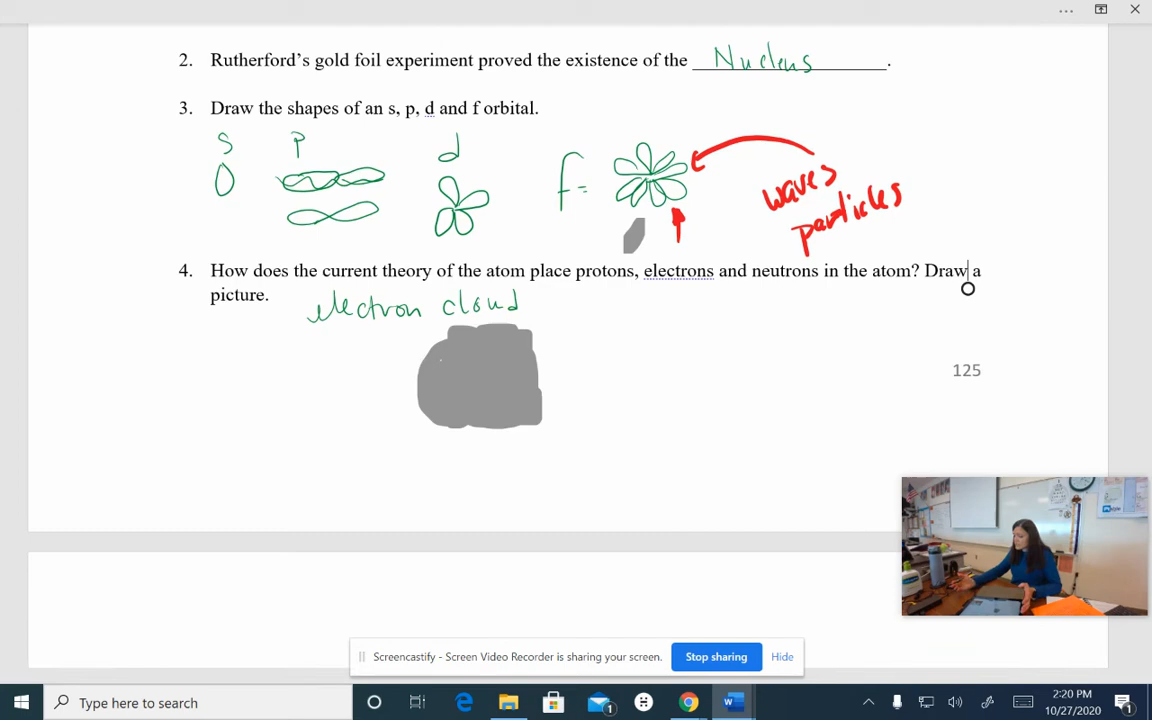 2. Rutherford's gold foil experiment proved the existence of the Nucleus.
3. Draw the shapes of an s, p, d and f orbital.
S P d f=
waves
particles
4. How does the current theory of the atom place protons, electrons and neutrons in the atom? Draw a
picture.
electron cloud
125
Screencastify - Screen Video Recorder is sharing your screen. Stop sharing Hide
Type here to search
1
2:20 PM
10/27/2020
1